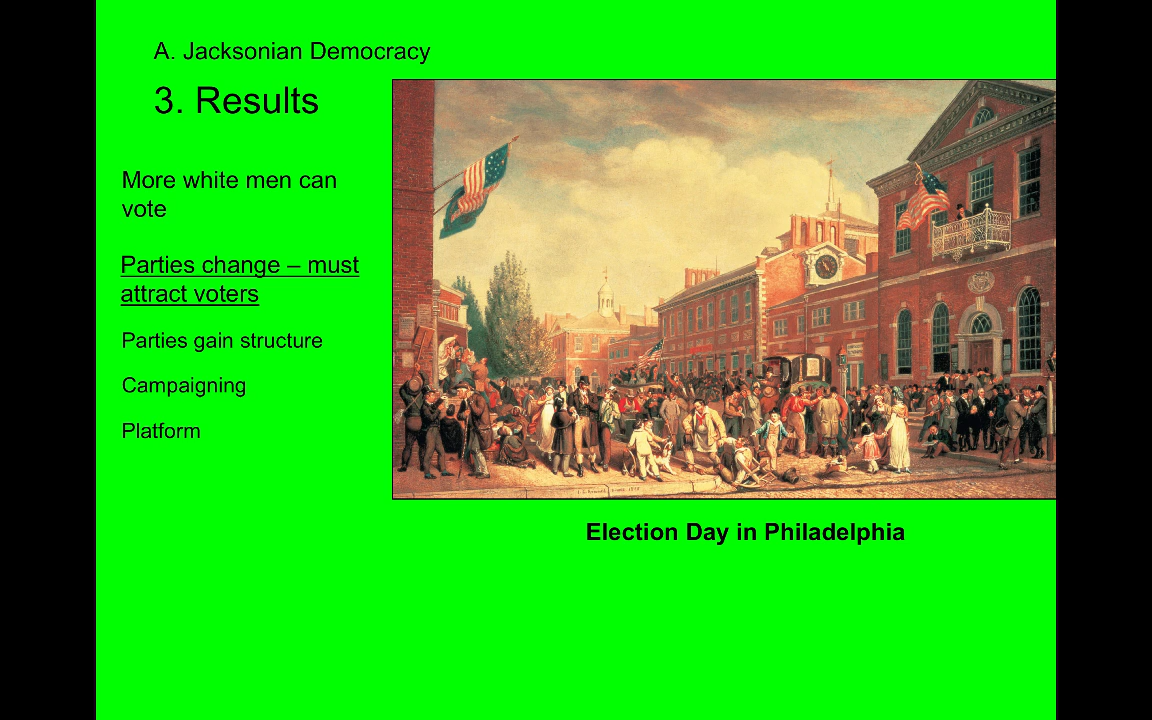 A. Jacksonian Democracy
3. Results
More white men can
vote
Parties change – must
attract voters
Parties gain structure
Campaigning
Platform
Election Day in Philadelphia